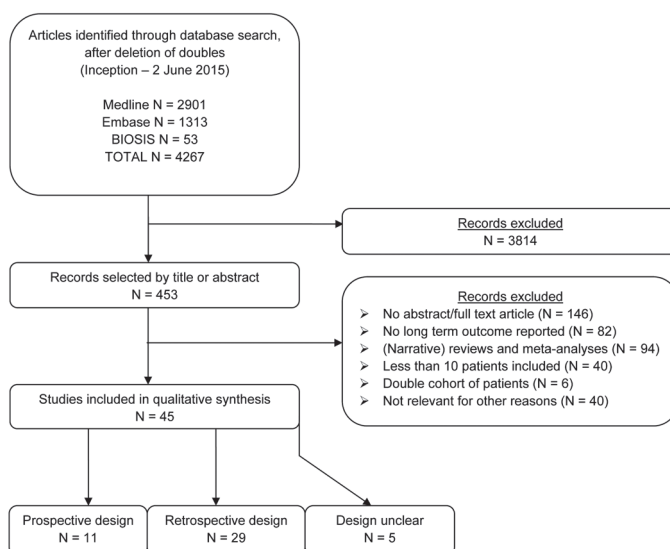 Articles identified through database search,
after deletion of doubles
(Inception – 2 June 2015)
Medline N = 2901
Embase N = 1313
BIOSIS N = 53
TOTAL N = 4267
Records excluded
N = 3814
Records selected by title or abstract
N = 453
Records excluded
➢ No abstract/full text article (N = 146)
➢ No long term outcome reported (N = 82)
➢ (Narrative) reviews and meta-analyses (N = 94)
➢ Less than 10 patients included (N = 40)
➢ Double cohort of patients (N = 6)
➢ Not relevant for other reasons (N = 40)
Studies included in qualitative synthesis
N = 45
Prospective design
N = 11
Retrospective design
N = 29
Design unclear
N = 5